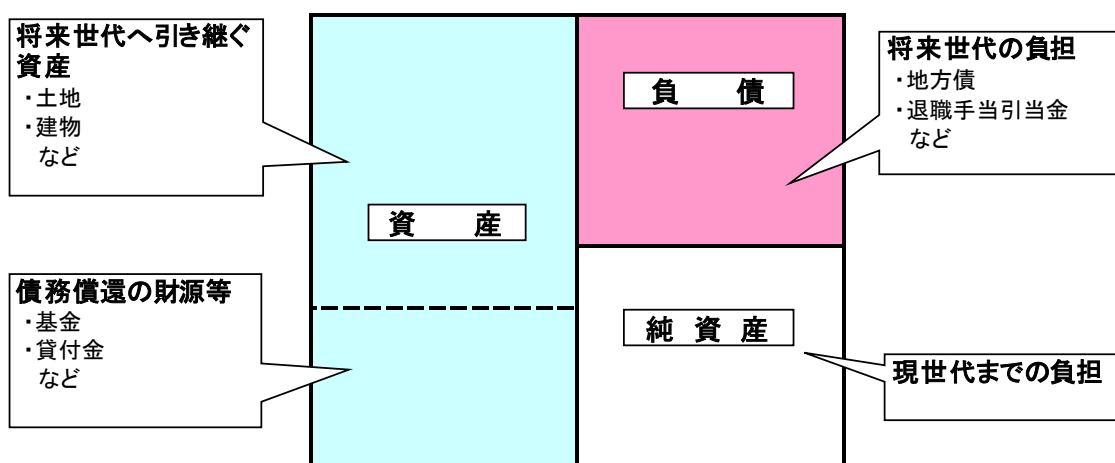 将来世代へ引き継ぐ
資産
・土地
・建物
など
債務償還の財源等
・基金
・貸付金
など
資　産
負　債
純 資 産
将来世代の負担
・地方債
・退職手当引当金
など
現世代までの負担